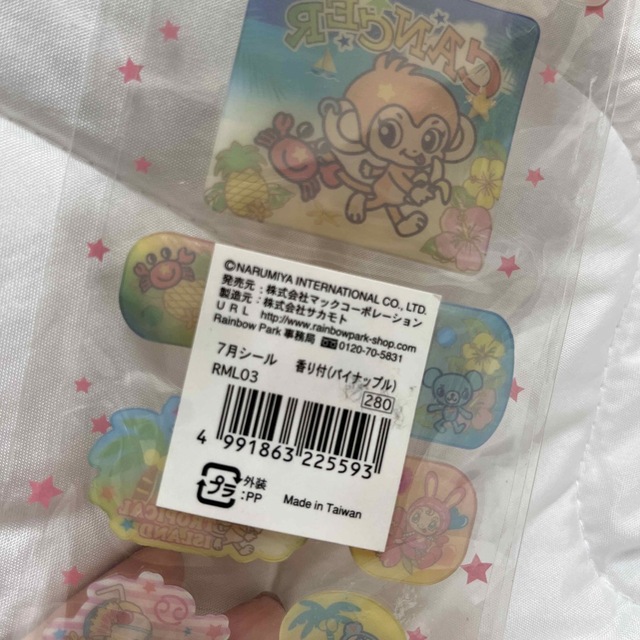 CANCER
©NARUMIYA INTERNATIONAL CO., LTD.
発売元：株式会社マックコーポレーション
製造元：株式会社サカモト
URL http://www.rainbowpark-shop.com
Rainbow Park 事務局 0120-70-5831
7月シール 香り付(パイナップル)
RML03
280
4 991863 225593
プラ 外装:PP
Made in Taiwan
TROPICAL
ISLAND